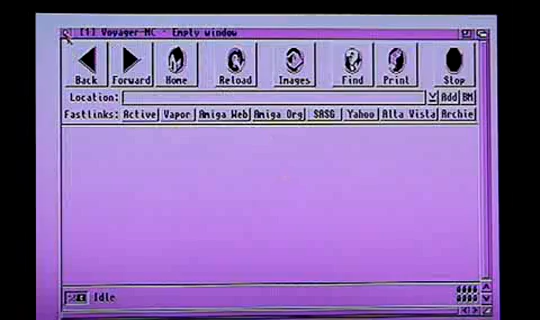 [1] Voyager-MC · Empty window
Back Forward Home Reload Images Find Print Stop
Location: Add BM
Fastlinks: Active Vapor Amiga Web Amiga Org SASG Yahoo Alta Vista Archie
Idle